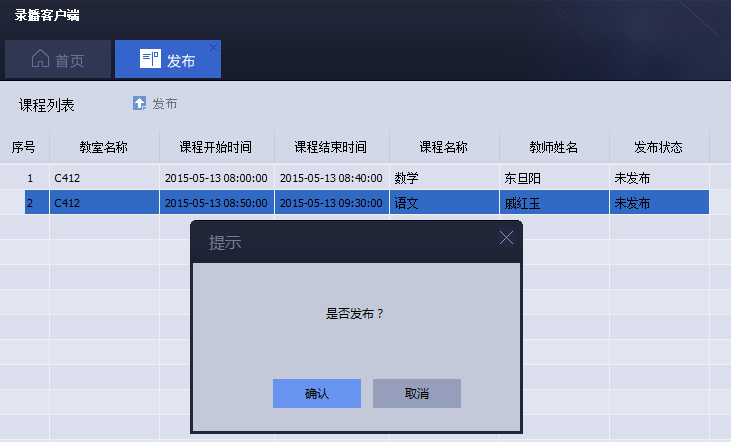 录播客户端
首页 发布
课程列表 发布
序号 教室名称 课程开始时间 课程结束时间 课程名称 教师姓名 发布状态
1 C412 2015-05-13 08:00:00 2015-05-13 08:40:00 数学 东旦阳 未发布
2 C412 2015-05-13 08:50:00 2015-05-13 09:30:00 语文 戚红玉 未发布
提示
是否发布？
确认 取消